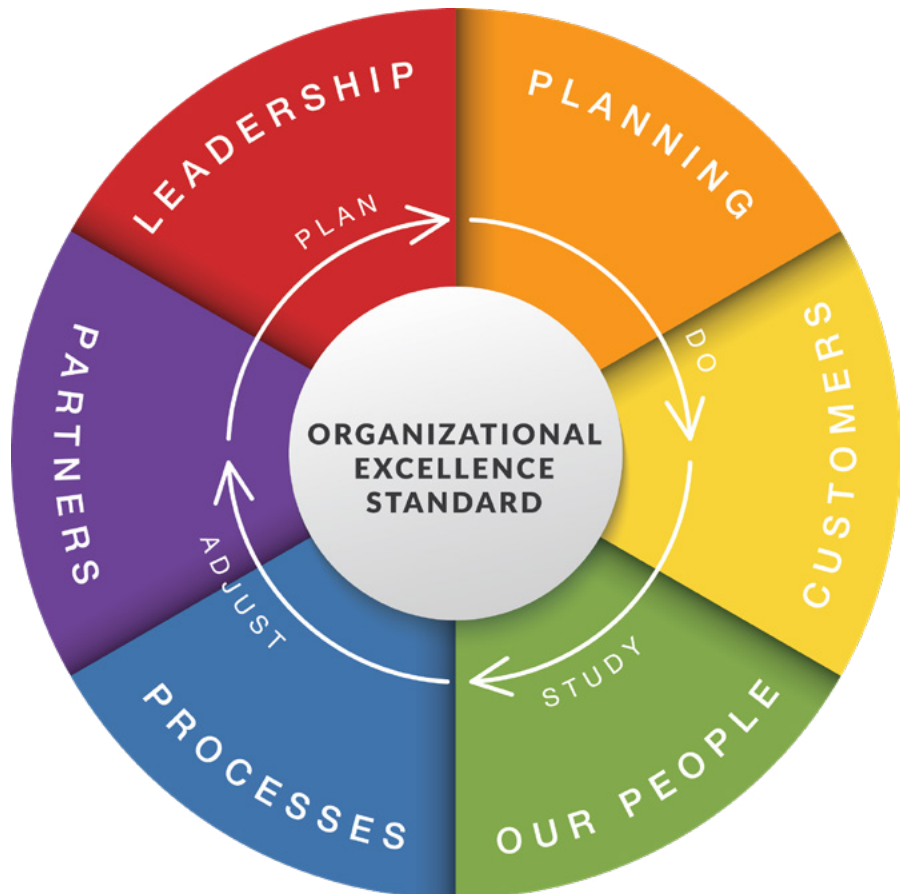 LEADERSHIP
PLANNING
CUSTOMERS
OUR PEOPLE
PROCESSES
PARTNERS
PLAN
DO
STUDY
ADJUST
ORGANIZATIONAL
EXCELLENCE
STANDARD